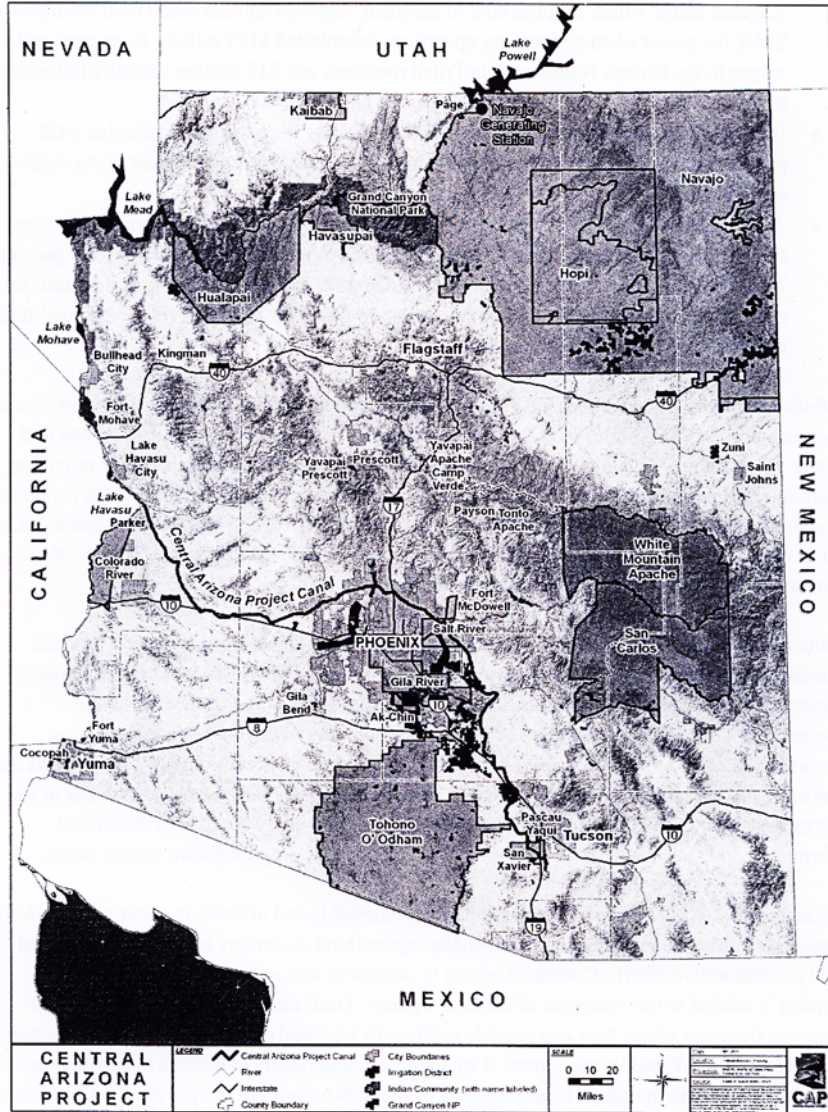 NEVADA
UTAH
Lake
Powell
Kaibab
Page
Navajo
Generating
Station
Navajo
Lake
Mead
Grand Canyon
National Park
Havasupai
Hopi
Hualapai
Lake
Mohave
Bullhead
City
Kingman
Flagstaff
40
40
Fort
Mohave
Lake
Havasu
City
Zuni
Saint
Johns
Yavapai
Prescott
Prescott
Yavapai
Apache
Camp
Verde
17
Payson
Tonto
Apache
CALIFORNIA
NEW MEXICO
Lake
Havasu
Parker
Central Arizona Project Canal
Colorado
River
White
Mountain
Apache
10
Fort
McDowell
Salt River
PHOENIX
San
Carlos
Gila River
Gila
Bend
Ak-Chin
10
8
Fort
Yuma
Cocopah
Yuma
Tohono
O' Odham
Pascau
Yaqui
Tucson
10
San
Xavier
19
MEXICO
CENTRAL
ARIZONA
PROJECT
LEGEND
Central Arizona Project Canal
River
Interstate
County Boundary
City Boundaries
Irrigation District
Indian Community (with name labeled)
Grand Canyon NP
SCALE
0 10 20
Miles
CAP